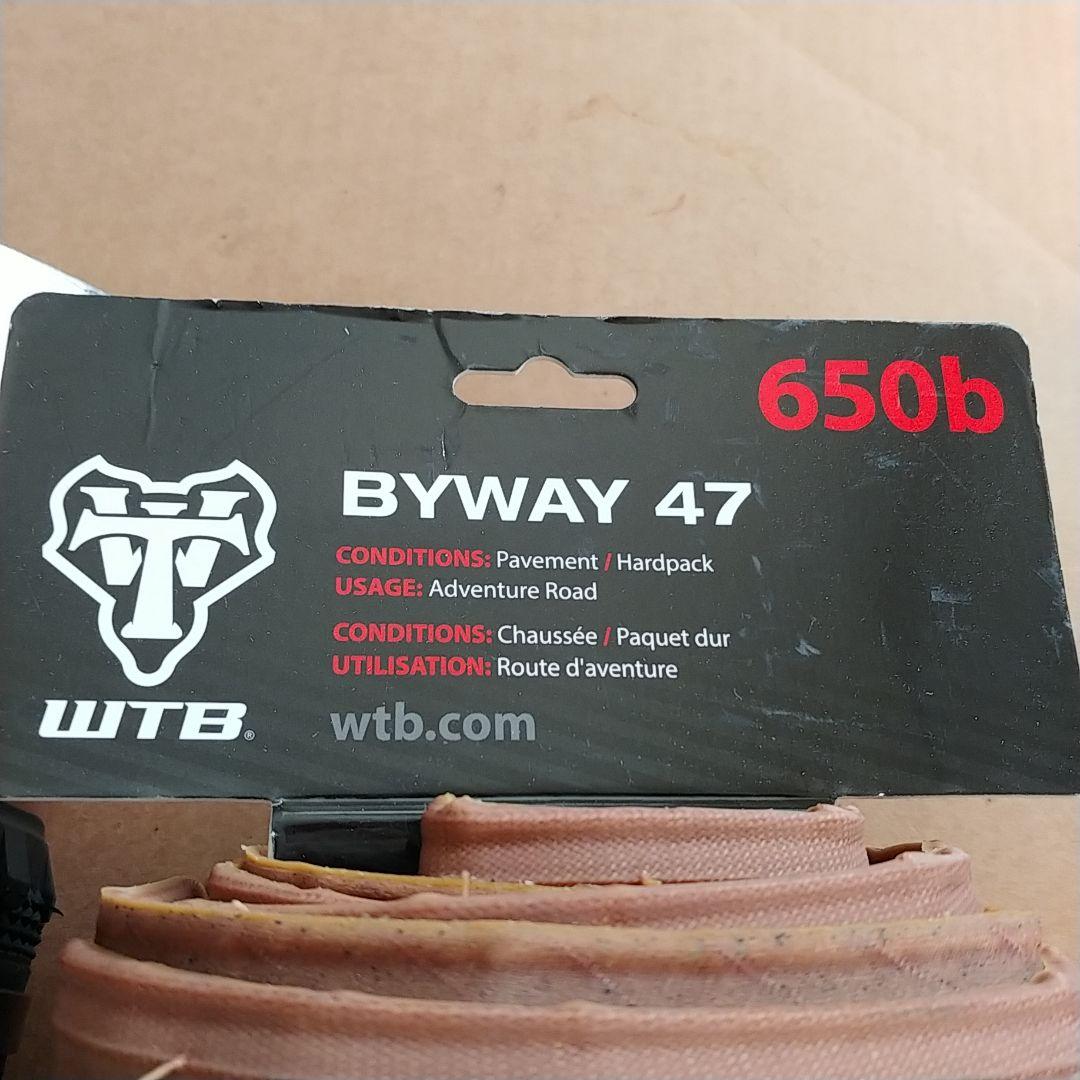 650b
BYWAY 47
CONDITIONS: Pavement / Hardpack
USAGE: Adventure Road
CONDITIONS: Chaussée / Paquet dur
UTILISATION: Route d'aventure
WTB®
wtb.com